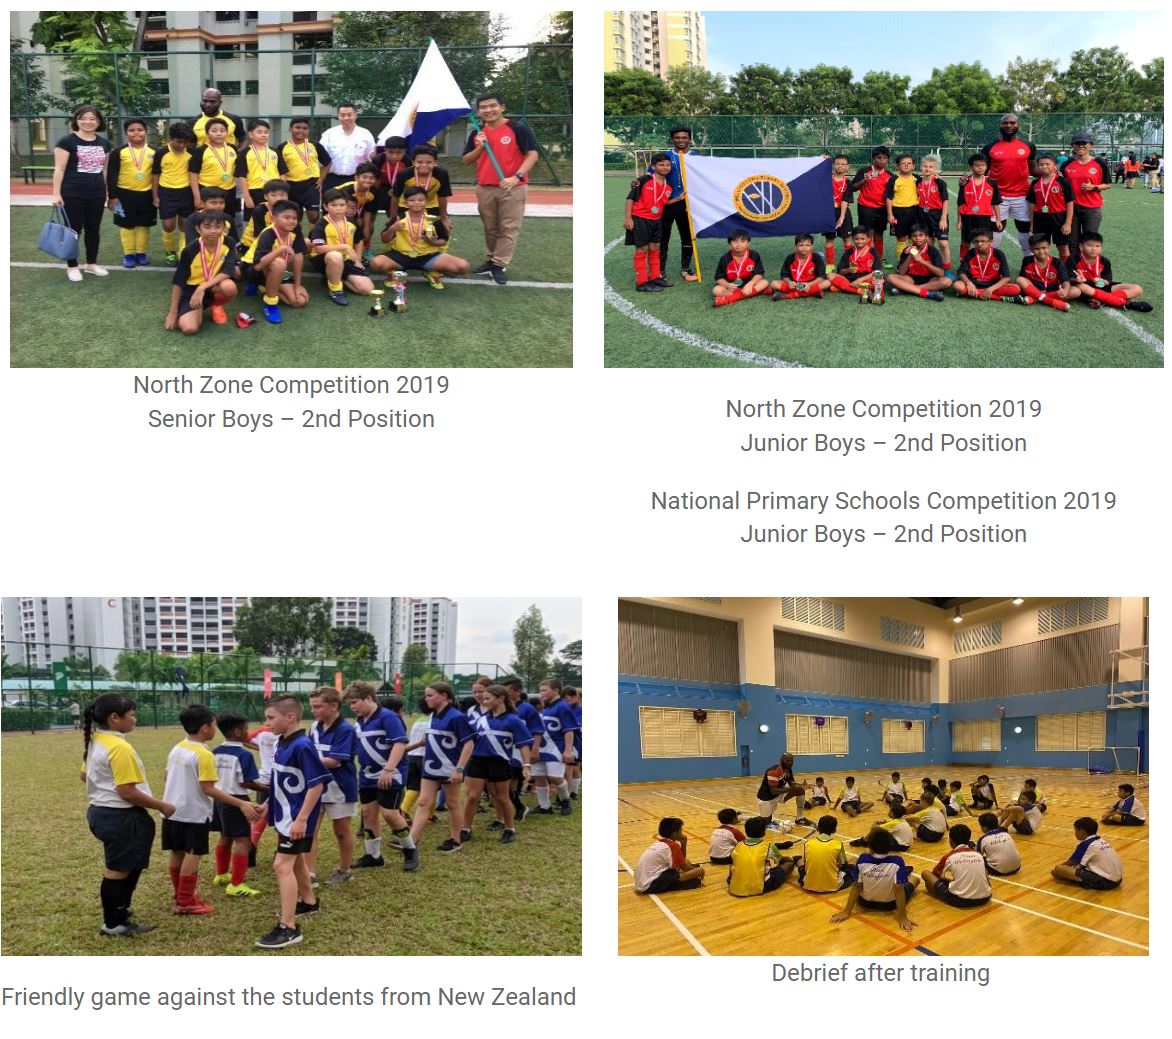 North Zone Competition 2019
Senior Boys – 2nd Position
North Zone Competition 2019
Junior Boys – 2nd Position
National Primary Schools Competition 2019
Junior Boys – 2nd Position
C
Friendly game against the students from New Zealand
Debrief after training